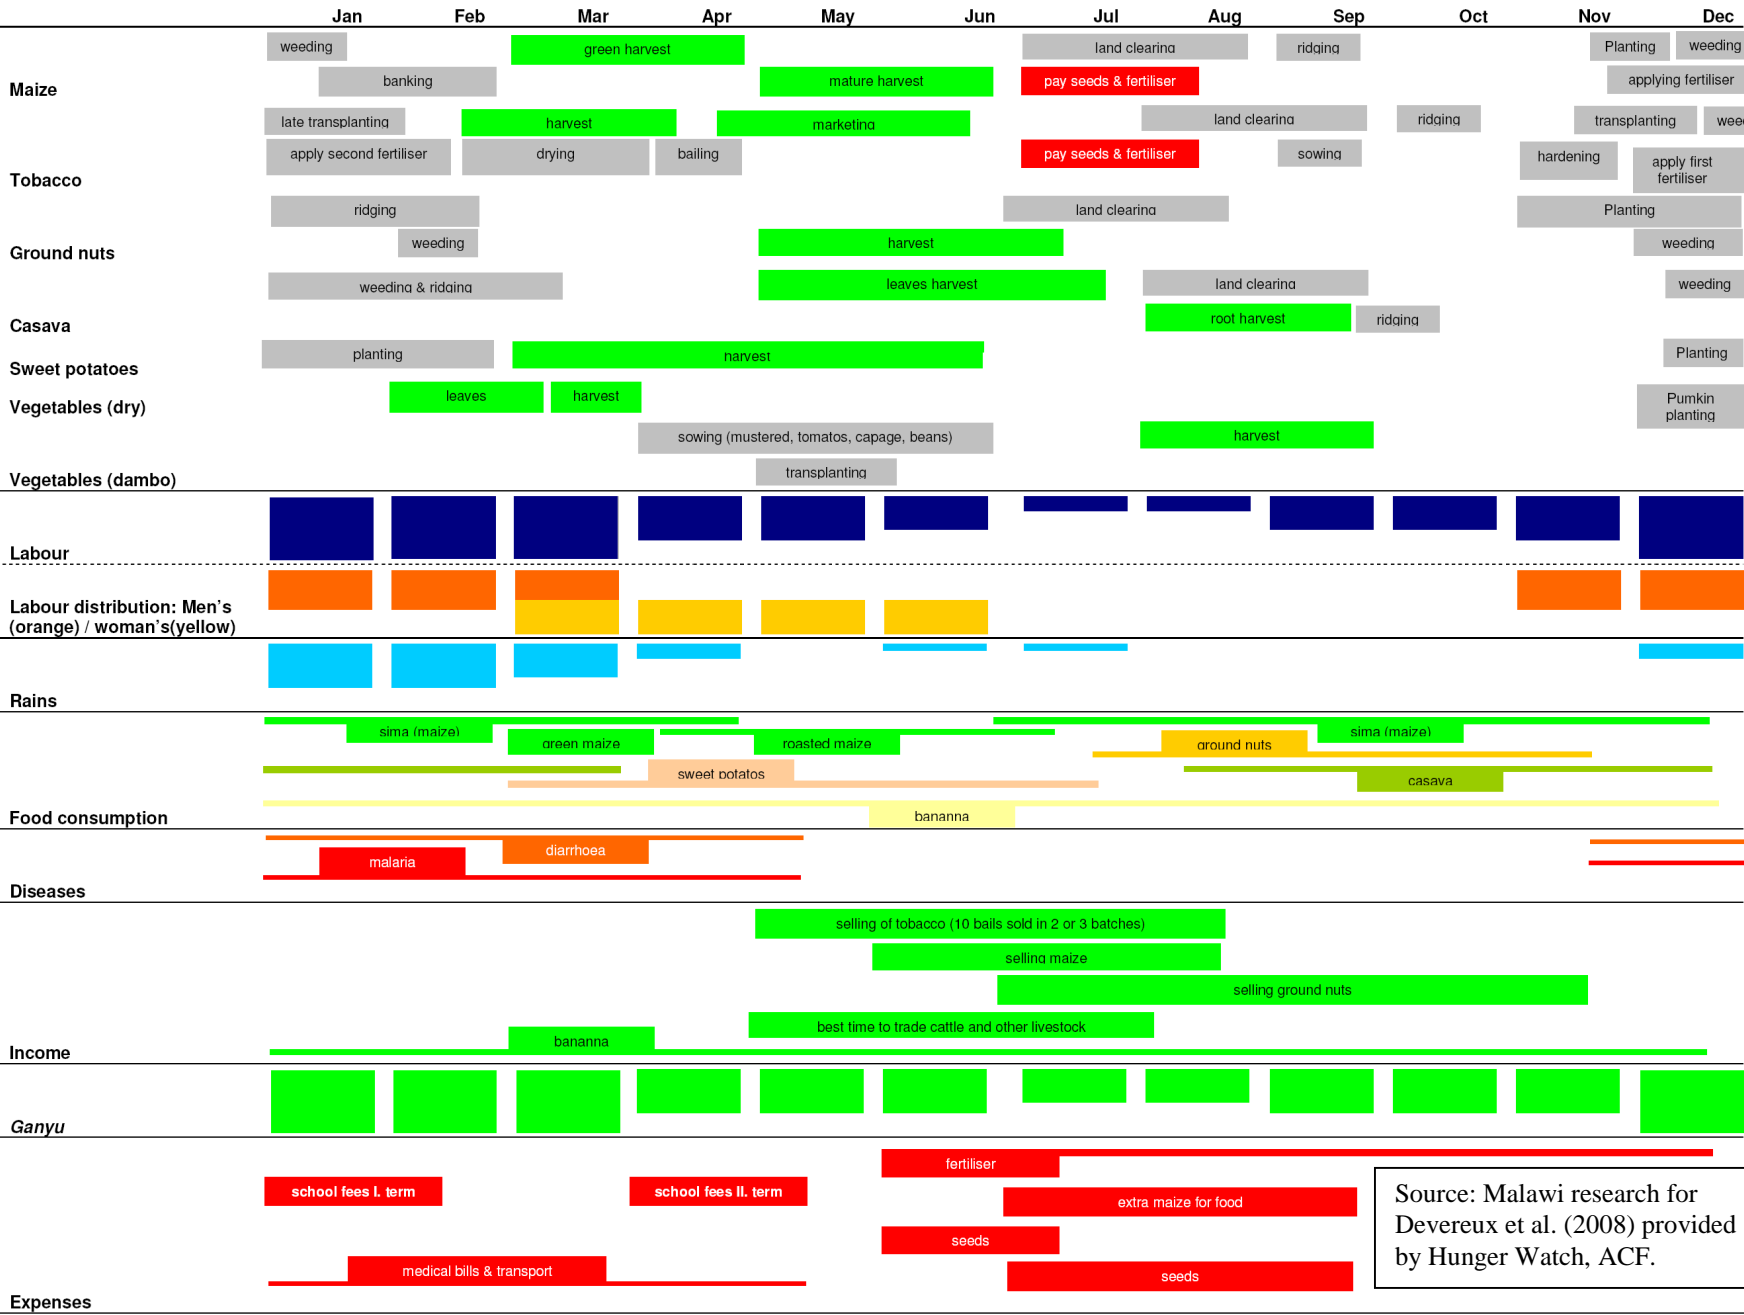 Jan Feb Mar Apr May Jun Jul Aug Sep Oct Nov Dec
weeding green harvest land clearing ridging Planting weeding
banking mature harvest pay seeds & fertiliser applying fertiliser
Maize
late transplanting harvest marketing land clearing ridging transplanting wee
apply second fertiliser drying bailing pay seeds & fertiliser sowing hardening apply first
fertiliser
Tobacco
ridging land clearing Planting
weeding harvest weeding
Ground nuts
weeding & ridging leaves harvest land clearing weeding
root harvest ridging
Casava
planting narvest Planting
Sweet potatoes
leaves harvest Pumkin
planting
Vegetables (dry)
sowing (mustered, tomatos, capage, beans) harvest
transplanting
Vegetables (dambo)
Labour
Labour distribution: Men's
(orange) / woman's(yellow)
Rains
sima (maize) sima (maize)
green maize roasted maize ground nuts
sweet potatos casava
bananna
Food consumption
diarrhoea
malaria
Diseases
selling of tobacco (10 bails sold in 2 or 3 batches)
selling maize
selling ground nuts
best time to trade cattle and other livestock
bananna
Income
Ganyu
fertiliser
school fees I. term school fees II. term
extra maize for food
seeds
medical bills & transport seeds
Expenses
Source: Malawi research for
Devereux et al. (2008) provided
by Hunger Watch, ACF.